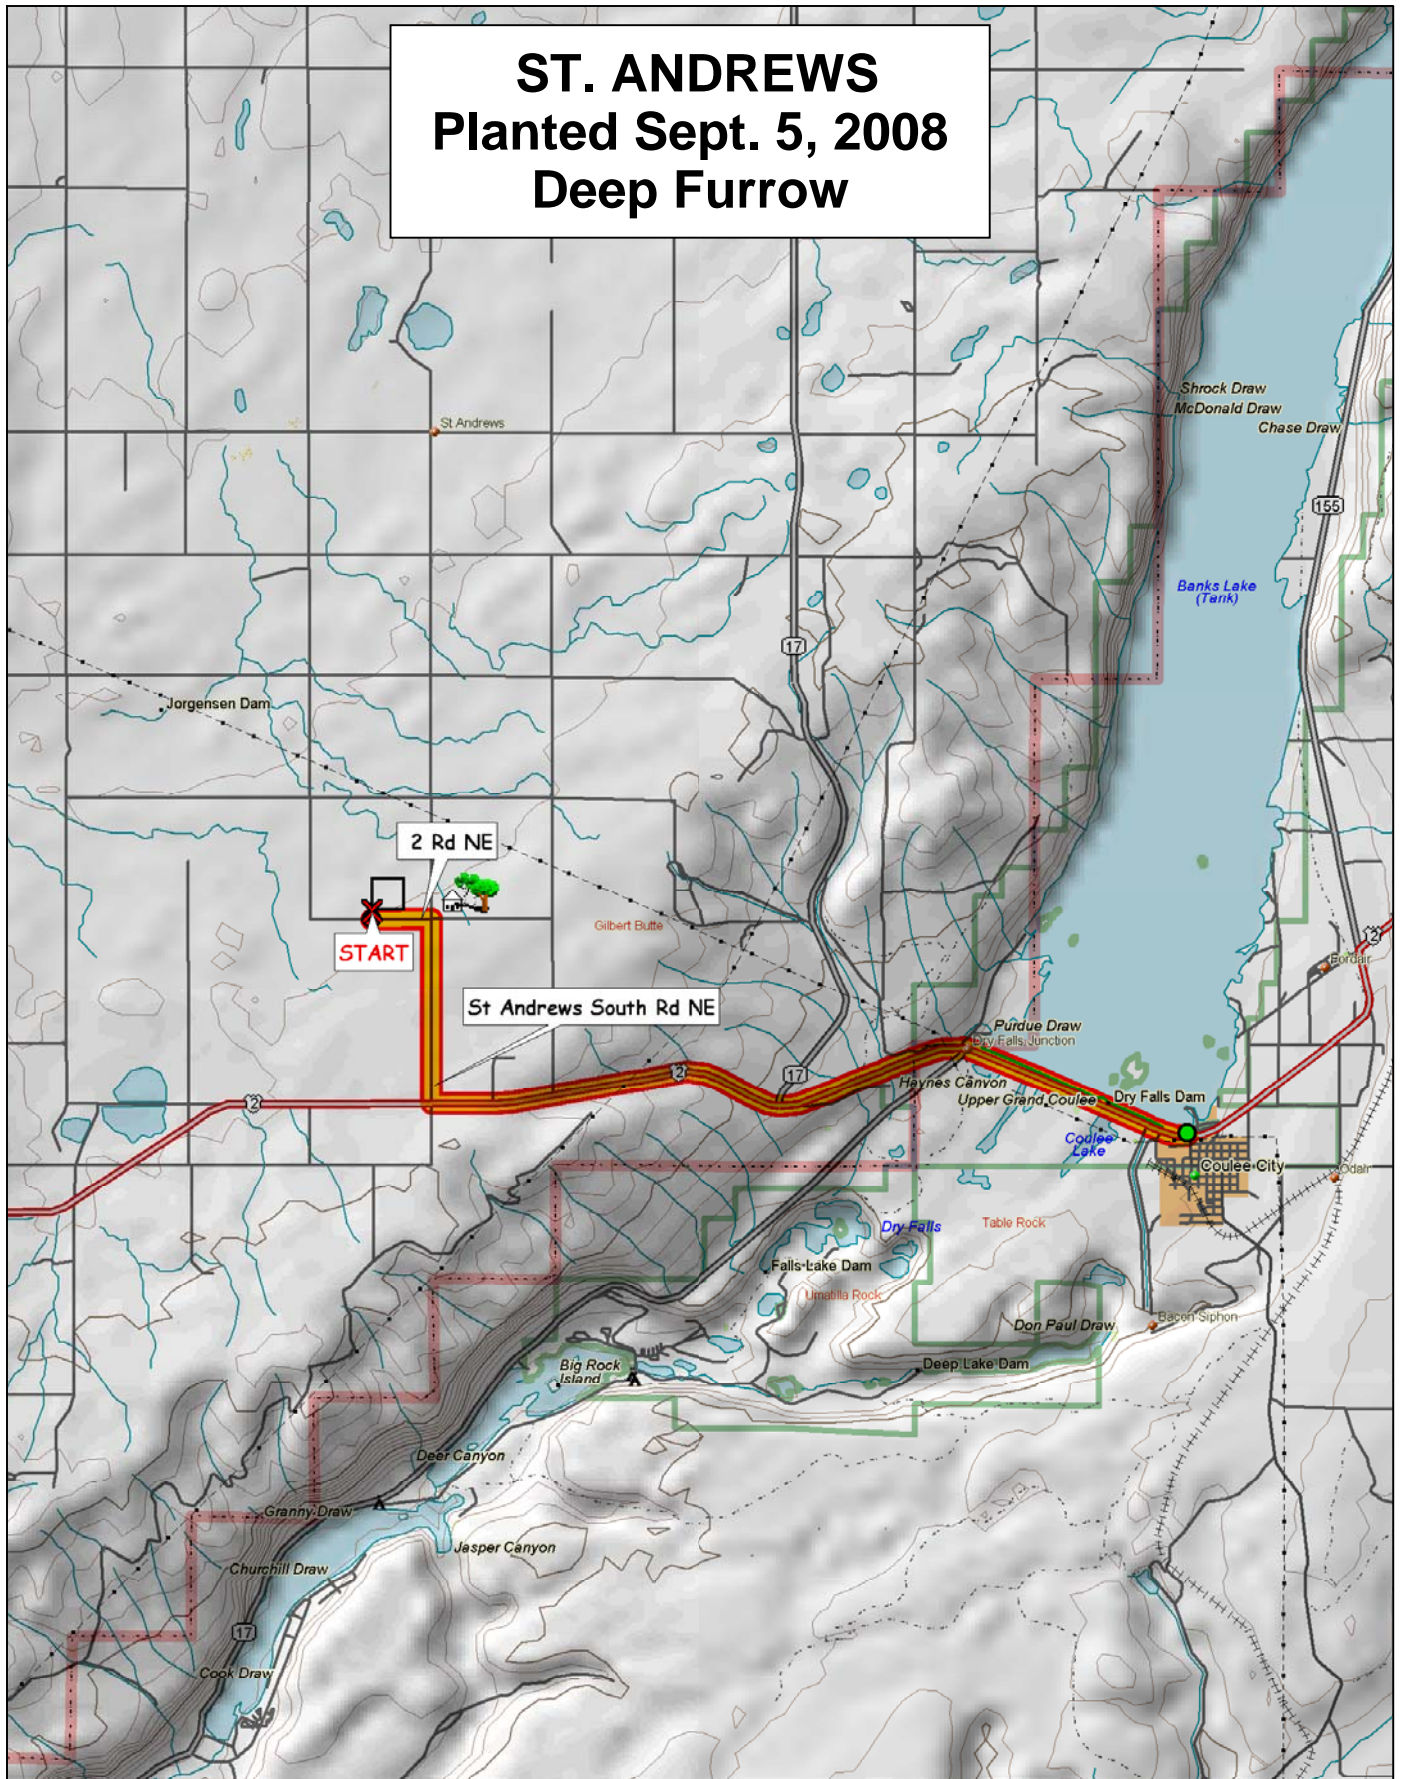 ST. ANDREWS
Planted Sept. 5, 2008
Deep Furrow
Shrock Draw
McDonald Draw
Chase Draw
St Andrews
155
Banks Lake
(Tank)
17
Jorgensen Dam
2 Rd NE
START
Gilbert Butte
2
Fordair
St Andrews South Rd NE
Purdue Draw
Dry Falls Junction
2
17
Haynes Canyon
Upper Grand Coulee
Dry Falls Dam
2
Coulee
Lake
Coulee City
Odair
Dry Falls
Table Rock
Falls Lake Dam
Umatilla Rock
Bacon Siphon
Don Paul Draw
Big Rock
Island
Deep Lake Dam
Deer Canyon
Granny Draw
Jasper Canyon
Churchill Draw
17
Cook Draw